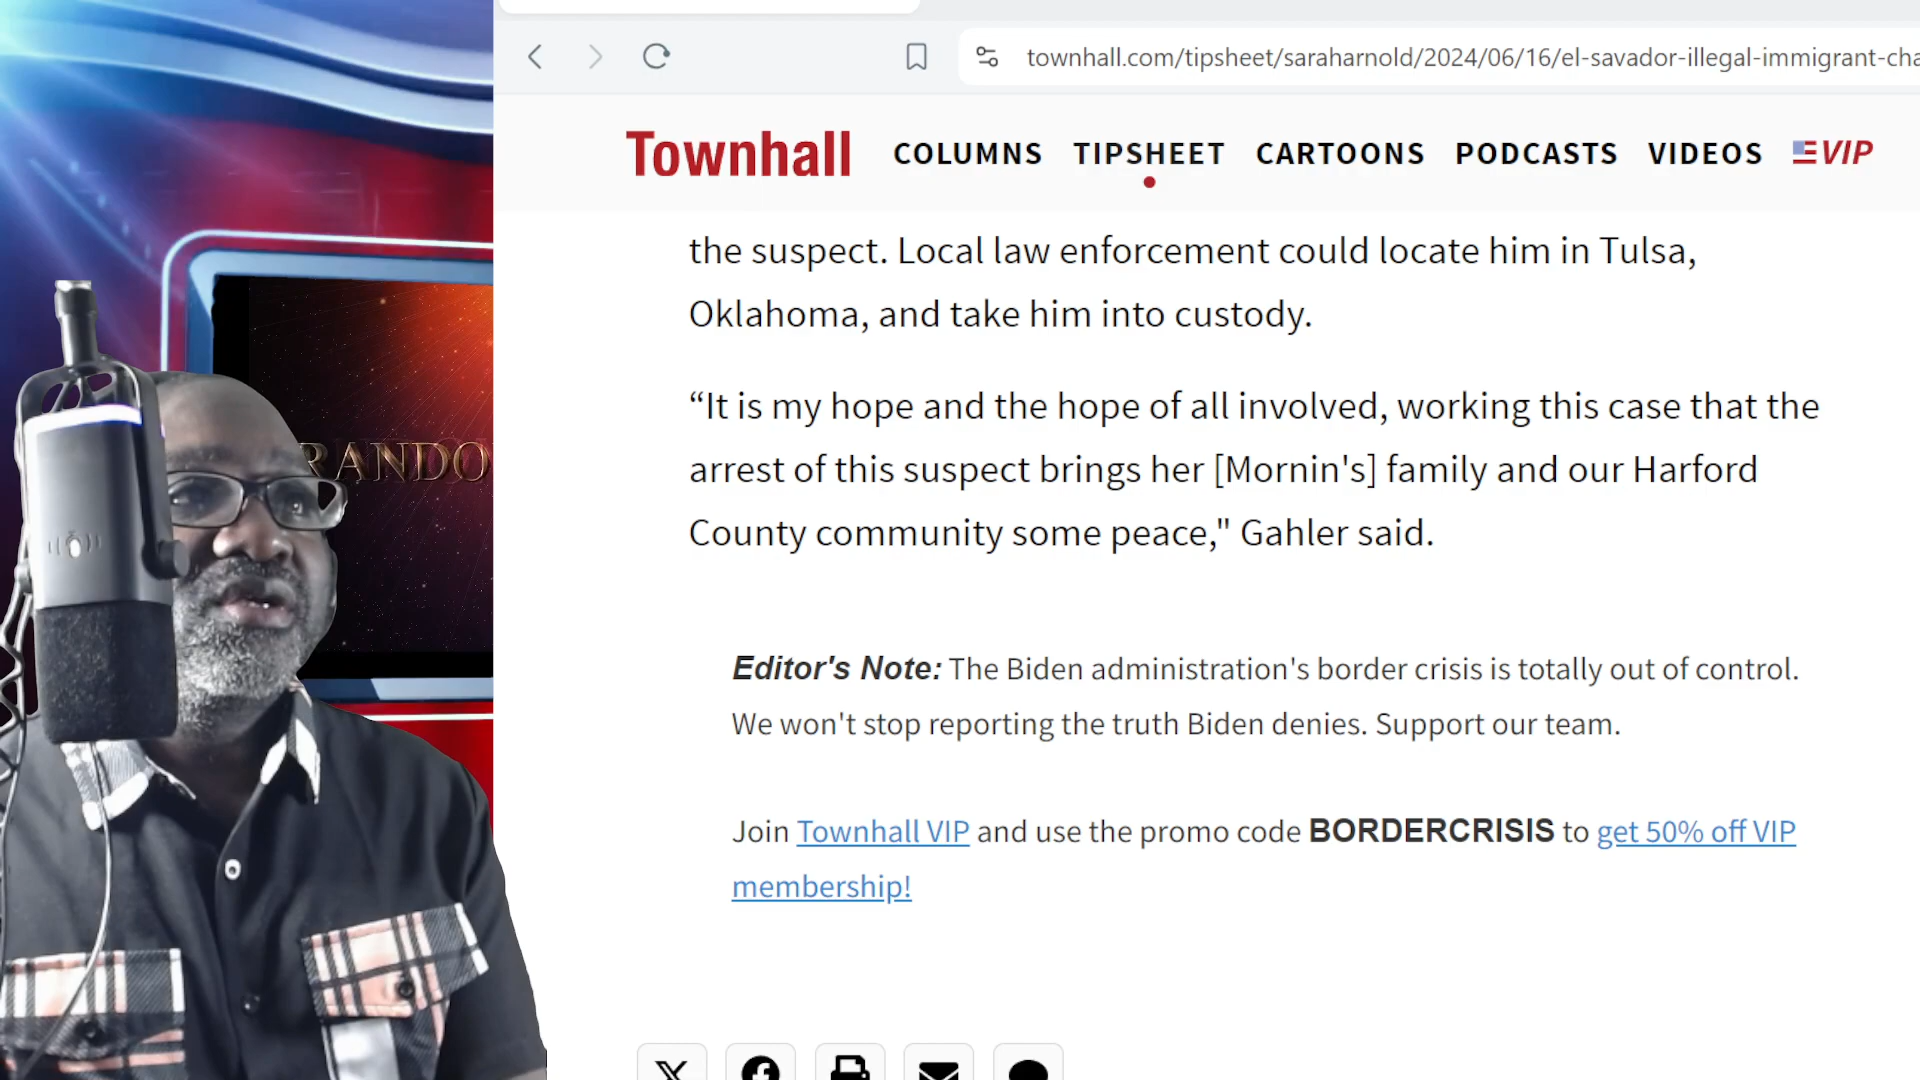 townhall.com/tipsheet/saraharnold/2024/06/16/el-savador-illegal-immigrant-cha
Townhall COLUMNS TIPSHEET CARTOONS PODCASTS VIDEOS VIP
the suspect. Local law enforcement could locate him in Tulsa,
Oklahoma, and take him into custody.
“It is my hope and the hope of all involved, working this case that the
arrest of this suspect brings her [Mornin's] family and our Harford
County community some peace," Gahler said.
RANDO
Editor's Note: The Biden administration's border crisis is totally out of control.
We won't stop reporting the truth Biden denies. Support our team.
Join Townhall VIP and use the promo code BORDERCRISIS to get 50% off VIP
membership!